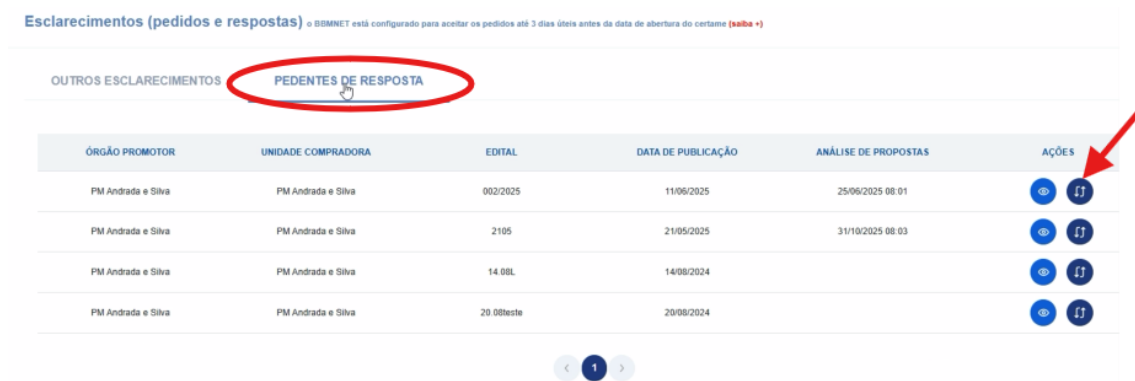 Esclarecimentos (pedidos e respostas) o BBMNET está configurado para aceitar os pedidos até 3 dias úteis antes da data de abertura do certame (saiba +)
OUTROS ESCLARECIMENTOS PEDENTES DE RESPOSTA
ÓRGÃO PROMOTOR UNIDADE COMPRADORA EDITAL DATA DE PUBLICAÇÃO ANÁLISE DE PROPOSTAS AÇÕES
PM Andrada e Silva PM Andrada e Silva 002/2025 11/06/2025 25/06/2025 08:01
PM Andrada e Silva PM Andrada e Silva 2105 21/05/2025 31/10/2025 08:03
PM Andrada e Silva PM Andrada e Silva 14.08L 14/08/2024
PM Andrada e Silva PM Andrada e Silva 20.08teste 20/08/2024
1